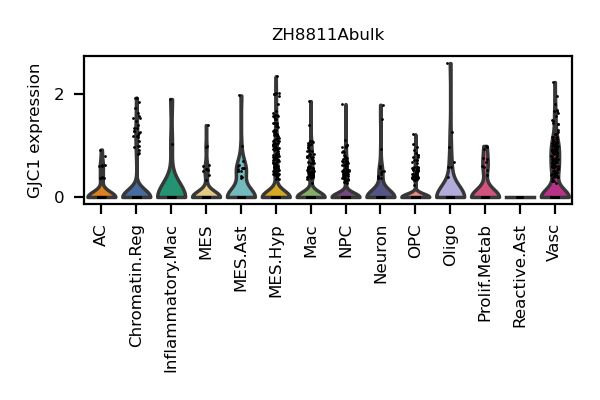 ZH8811Abulk
GJC1 expression
2
0
AC
Chromatin.Reg
Inflammatory.Mac
MES
MES.Ast
MES.Hyp
Mac
NPC
Neuron
OPC
Oligo
Prolif.Metab
Reactive.Ast
Vasc